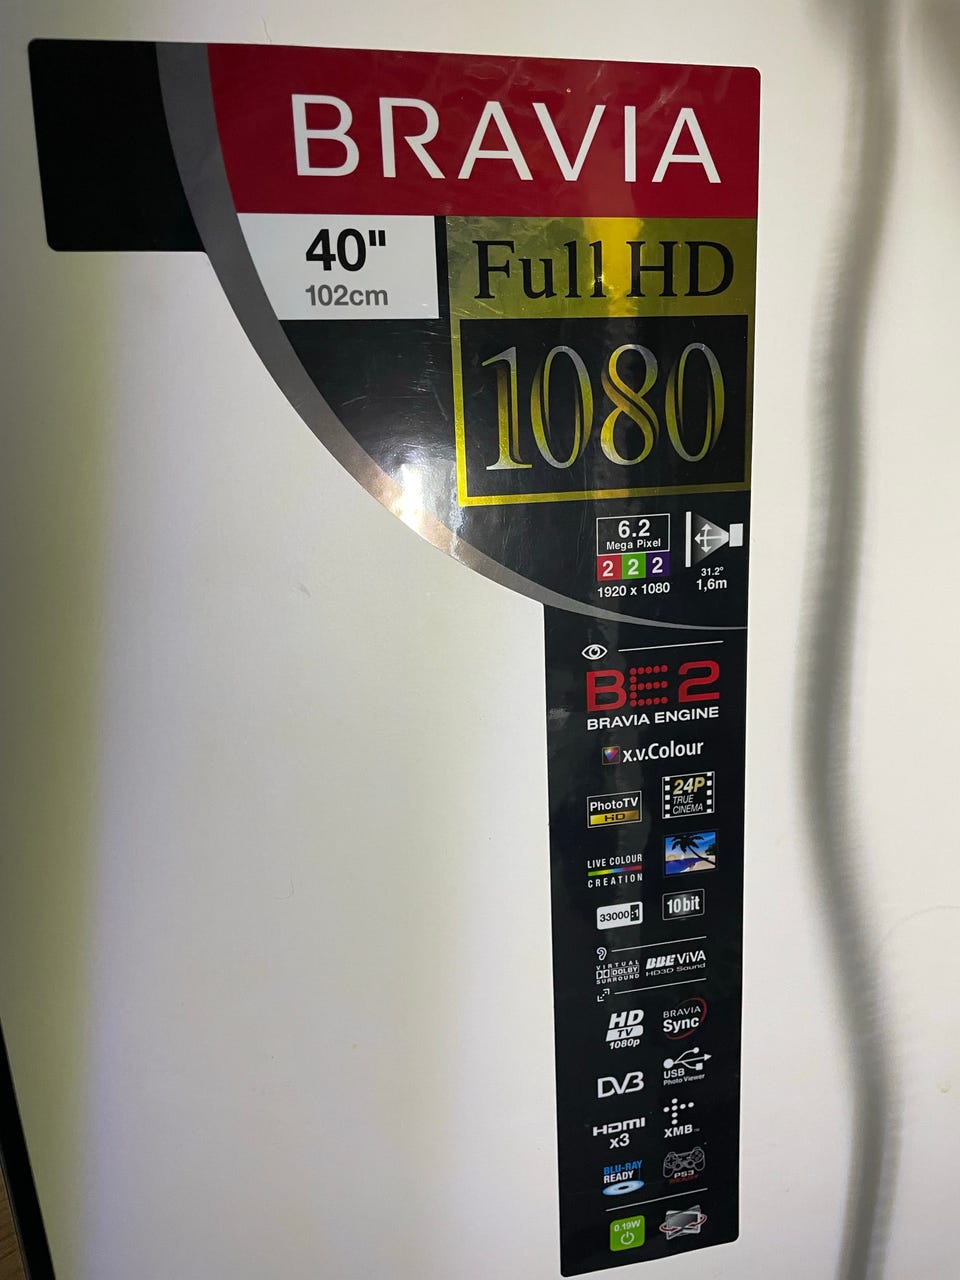 BRAVIA
40"
102cm
Full HD
1080
6.2
Mega Pixel
2 2 2
1920 x 1080
31.2°
1,6m
BE2
BRAVIA ENGINE
x.v.Colour
PhotoTV
HD
24P
TRUE
CINEMA
LIVE COLOUR
CREATION
33000:1
10bit
VIRTUAL
DOLBY
SURROUND
BBE ViVA
HD3D Sound
HD
TV
1080p
BRAVIA
Sync
DVB
USB
Photo Viewer
HDMI
x3
XMB™
BLU-RAY
READY
PS3
READY
0.19W